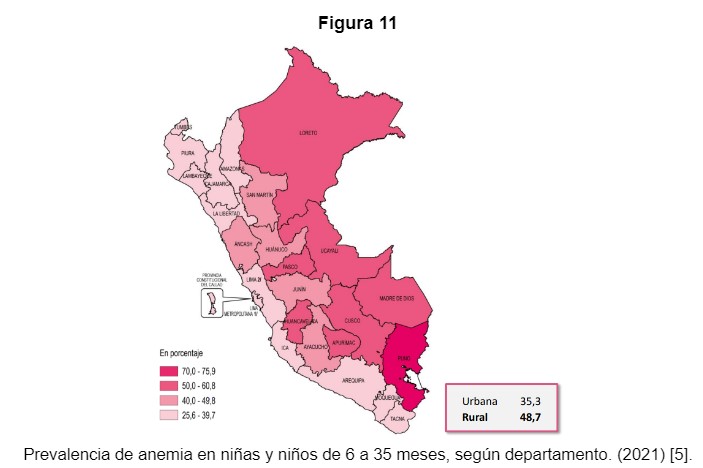 Figura 11
LORETO
TUMBES
PIURA
AMAZONAS
LAMBAYEQUE
CAJAMARCA
SAN MARTIN
LA LIBERTAD
ANCASH
HUÁNUCO
UCAYALI
PASCO
PROVINCIA
CONSTITUCIONAL
DEL CALLAO
LIMA 2/
JUNÍN
MADRE DE DIOS
LIMA
METROPOLITANA 1/
HUANCAVELICA
CUSCO
ICA
AYACUCHO
APURIMAC
PUNO
AREQUIPA
MOQUEGUA
TACNA
En porcentaje
70,0 - 75,9
50,0 - 60,8
40,0 - 49,8
25,6 - 39,7
Urbana 35,3
Rural 48,7
Prevalencia de anemia en niñas y niños de 6 a 35 meses, según departamento. (2021) [5].